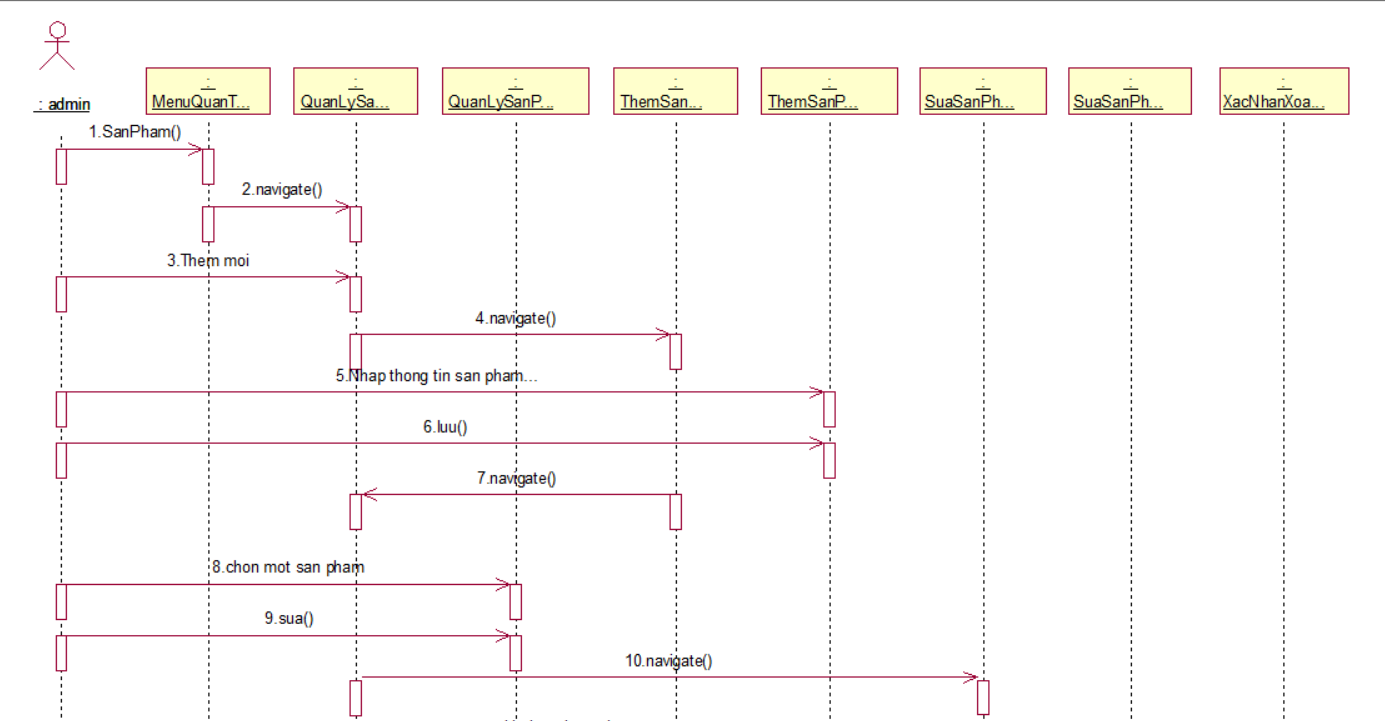 : admin
:
MenuQuanT...
:
QuanLySa...
:
QuanLySanP...
:
ThemSan...
:
ThemSanP...
:
SuaSanPh...
:
SuaSanPh...
:
XacNhanXoa...
1.SanPham()
2.navigate()
3.Them moi
4.navigate()
5.Nhap thong tin san pham...
6.luu()
7.navigate()
8.chon mot san pham
9.sua()
10.navigate()